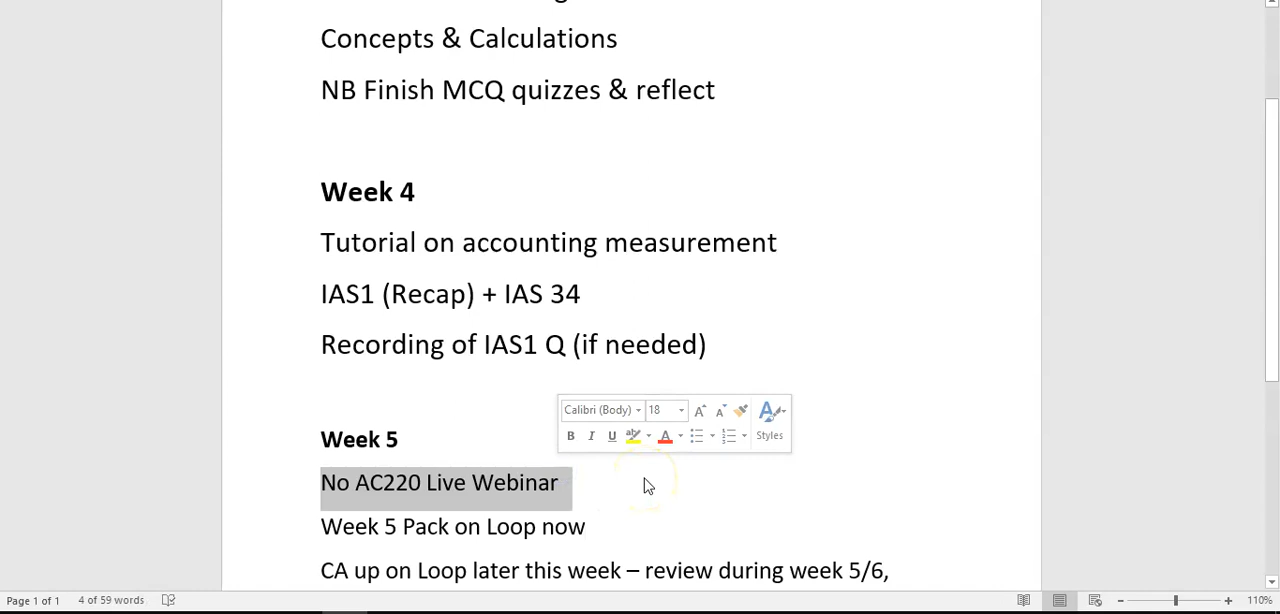 Concepts & Calculations
NB Finish MCQ quizzes & reflect
Week 4
Tutorial on accounting measurement
IAS1 (Recap) + IAS 34
Recording of IAS1 Q (if needed)
Calibri (Body) 18
B I U Styles
Week 5
No AC220 Live Webinar
Week 5 Pack on Loop now
CA up on Loop later this week – review during week 5/6,
Page 1 of 1 4 of 59 words 110%